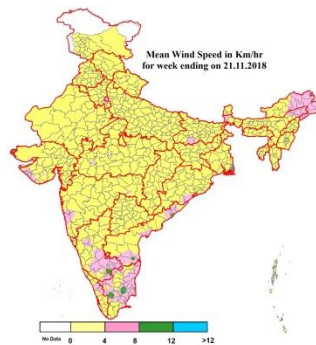 Mean Wind Speed in Km/hr
for week ending on 21.11.2018
No Data 0 4 8 12 >12